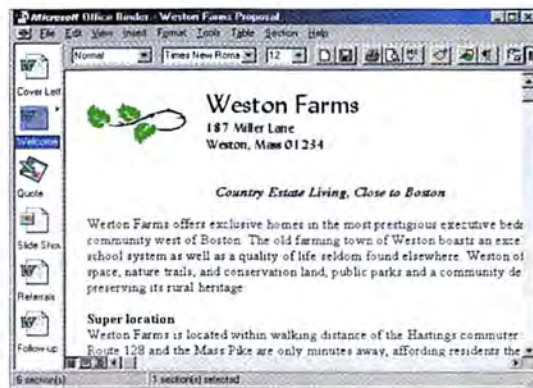 Microsoft Office Binder - Weston Farms Proposal
File Edit View Insert Format Tools Table Section Help
Normal Times New Roma 12
Cover Lett
Welcome
Quote
Slide Show
Referrals
Follow-up
Weston Farms
187 Miller Lane
Weston, Mass 01234
Country Estate Living, Close to Boston
Weston Farms offers exclusive homes in the most prestigious executive bedr
community west of Boston. The old farming town of Weston boasts an exce
school system as well as a quality of life seldom found elsewhere. Weston of
space, nature trails, and conservation land, public parks and a community de
preserving its rural heritage
Super location
Weston Farms is located within walking distance of the Hastings commuter
Route 128 and the Mass Pike are only minutes away, affording residents the
6 section(s) 1 section(s) selected